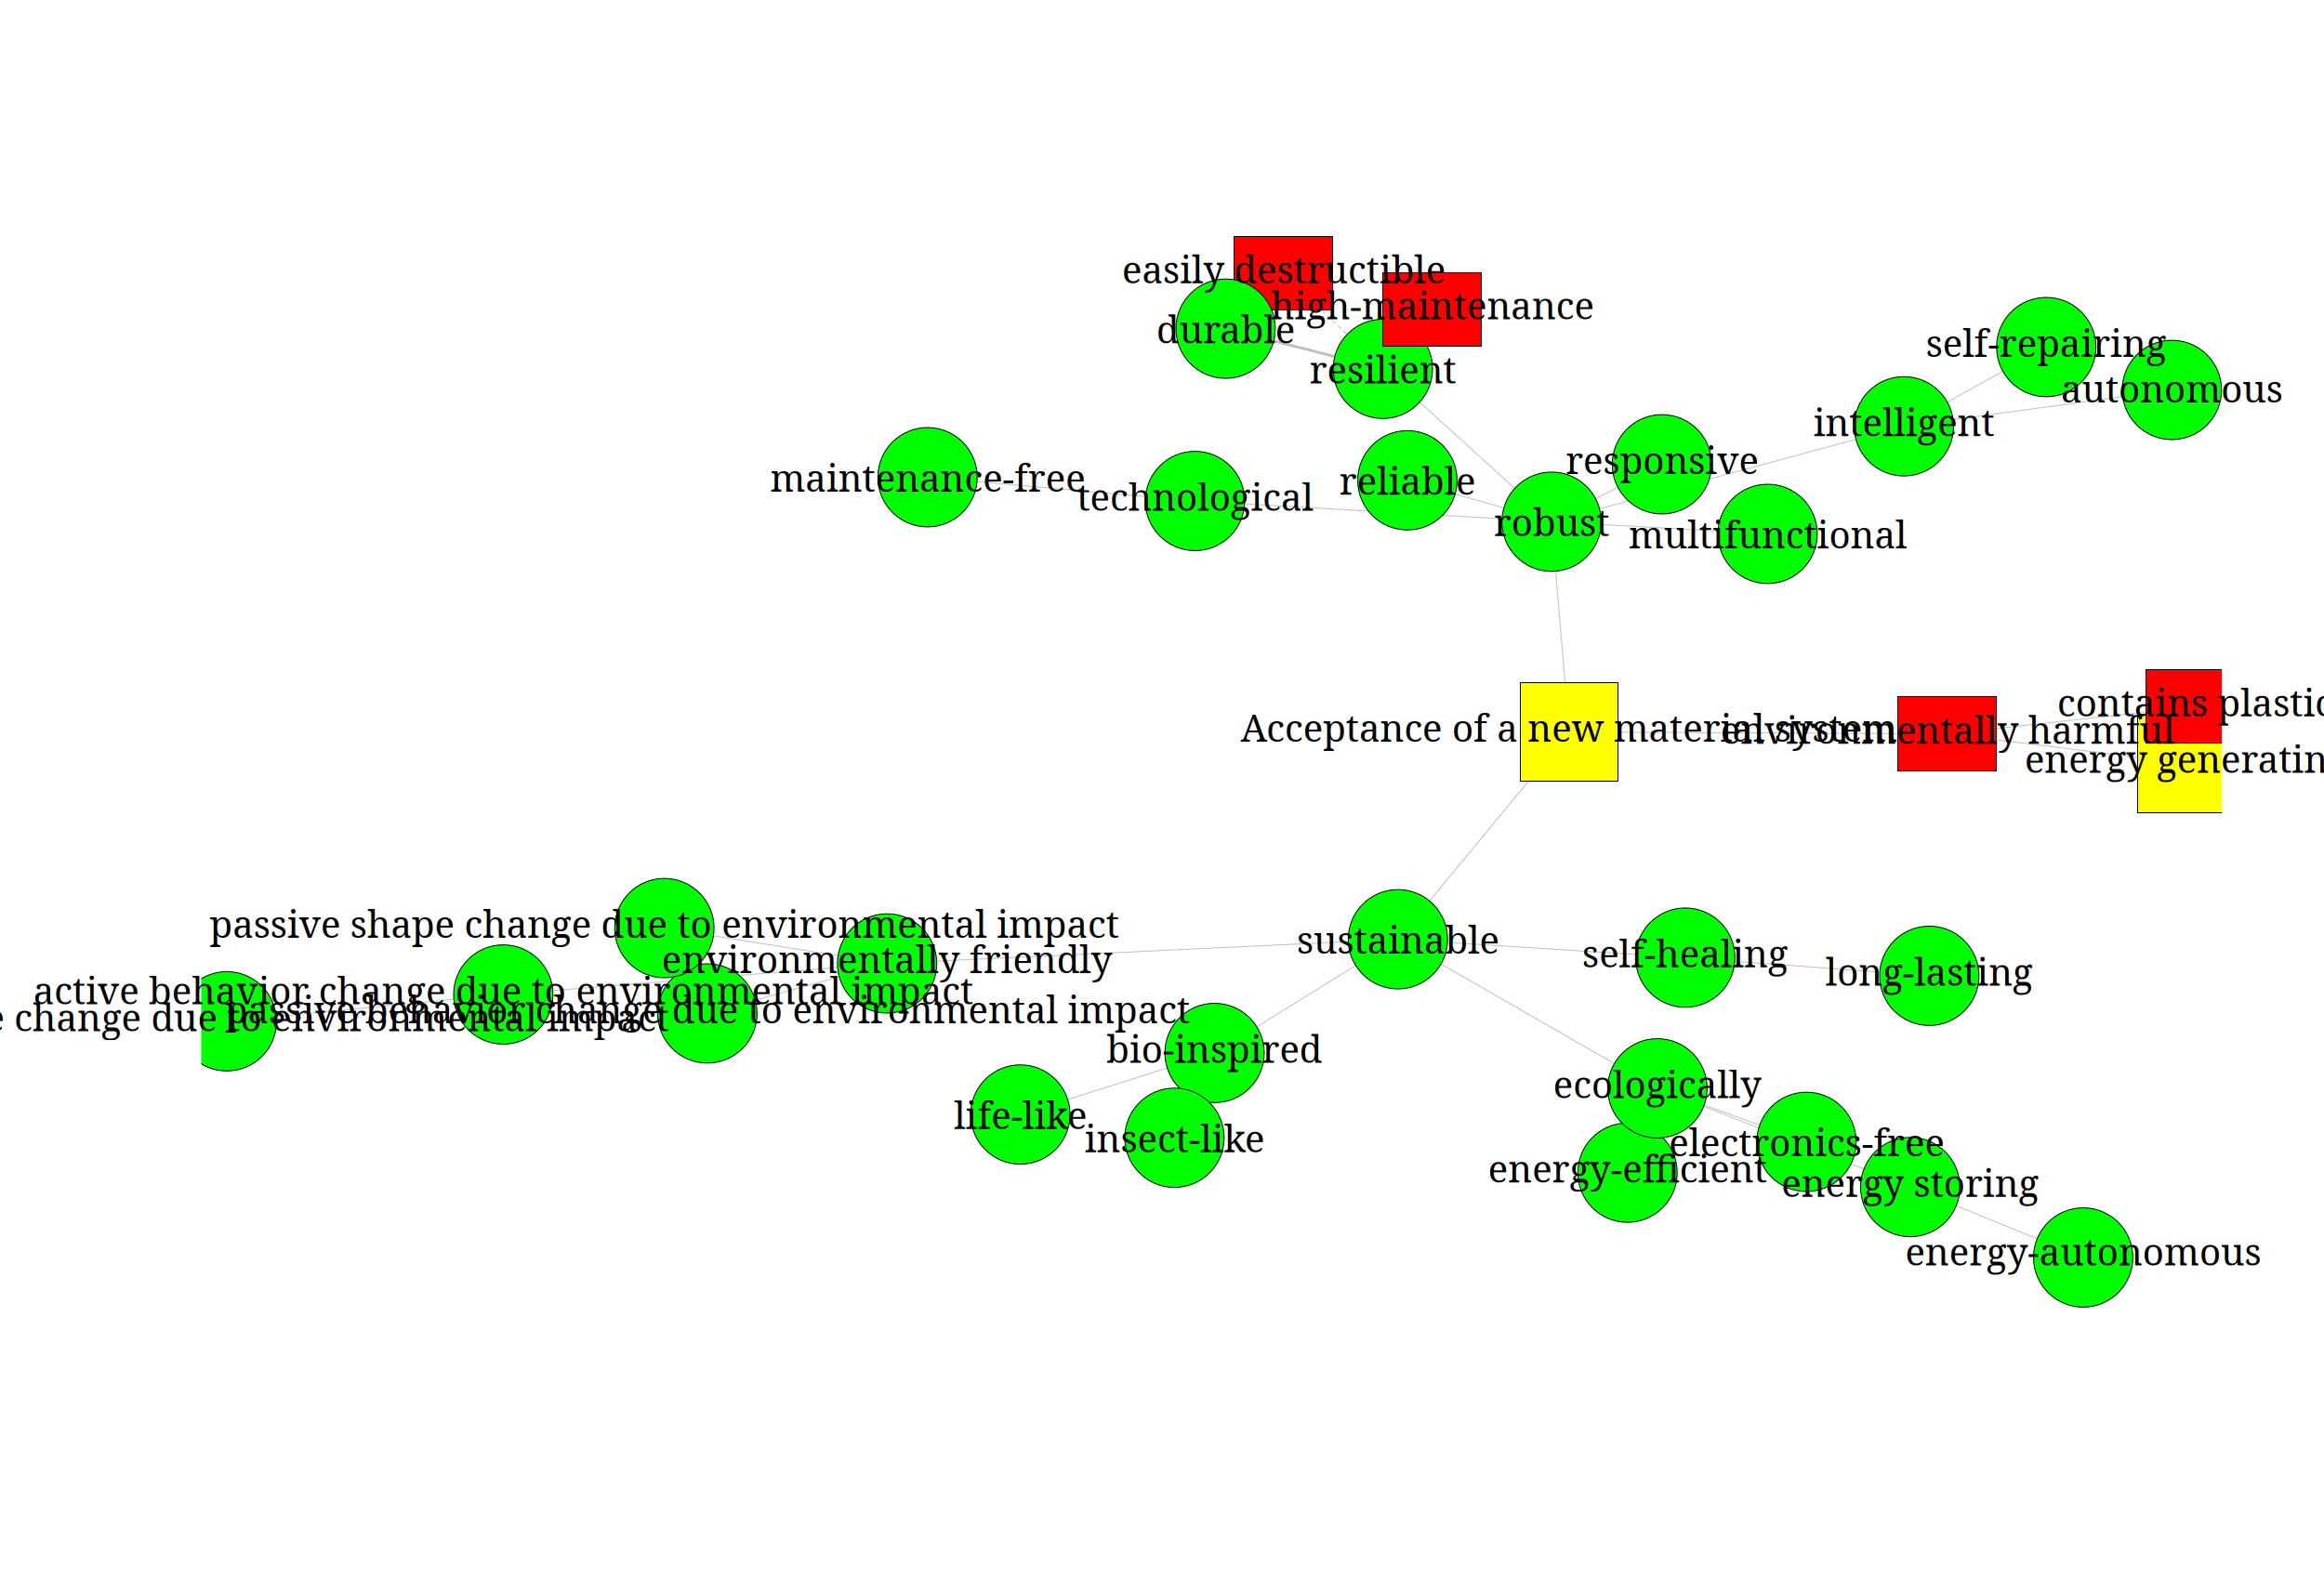 easily destructible
high-maintenance
durable
self-repairing
resilient
autonomous
intelligent
responsive
maintenance-free
reliable
technological
robust
multifunctional
contains plastic
Acceptance of a new material system
environmentally harmful
energy generatin
passive shape change due to environmental impact
sustainable
self-healing
environmentally friendly
long-lasting
active behavior change due to environmental impact
passive behavior change due to environmental impact
change due to environmental impact
bio-inspired
ecologically
life-like
insect-like
electronics-free
energy-efficient
energy storing
energy-autonomous